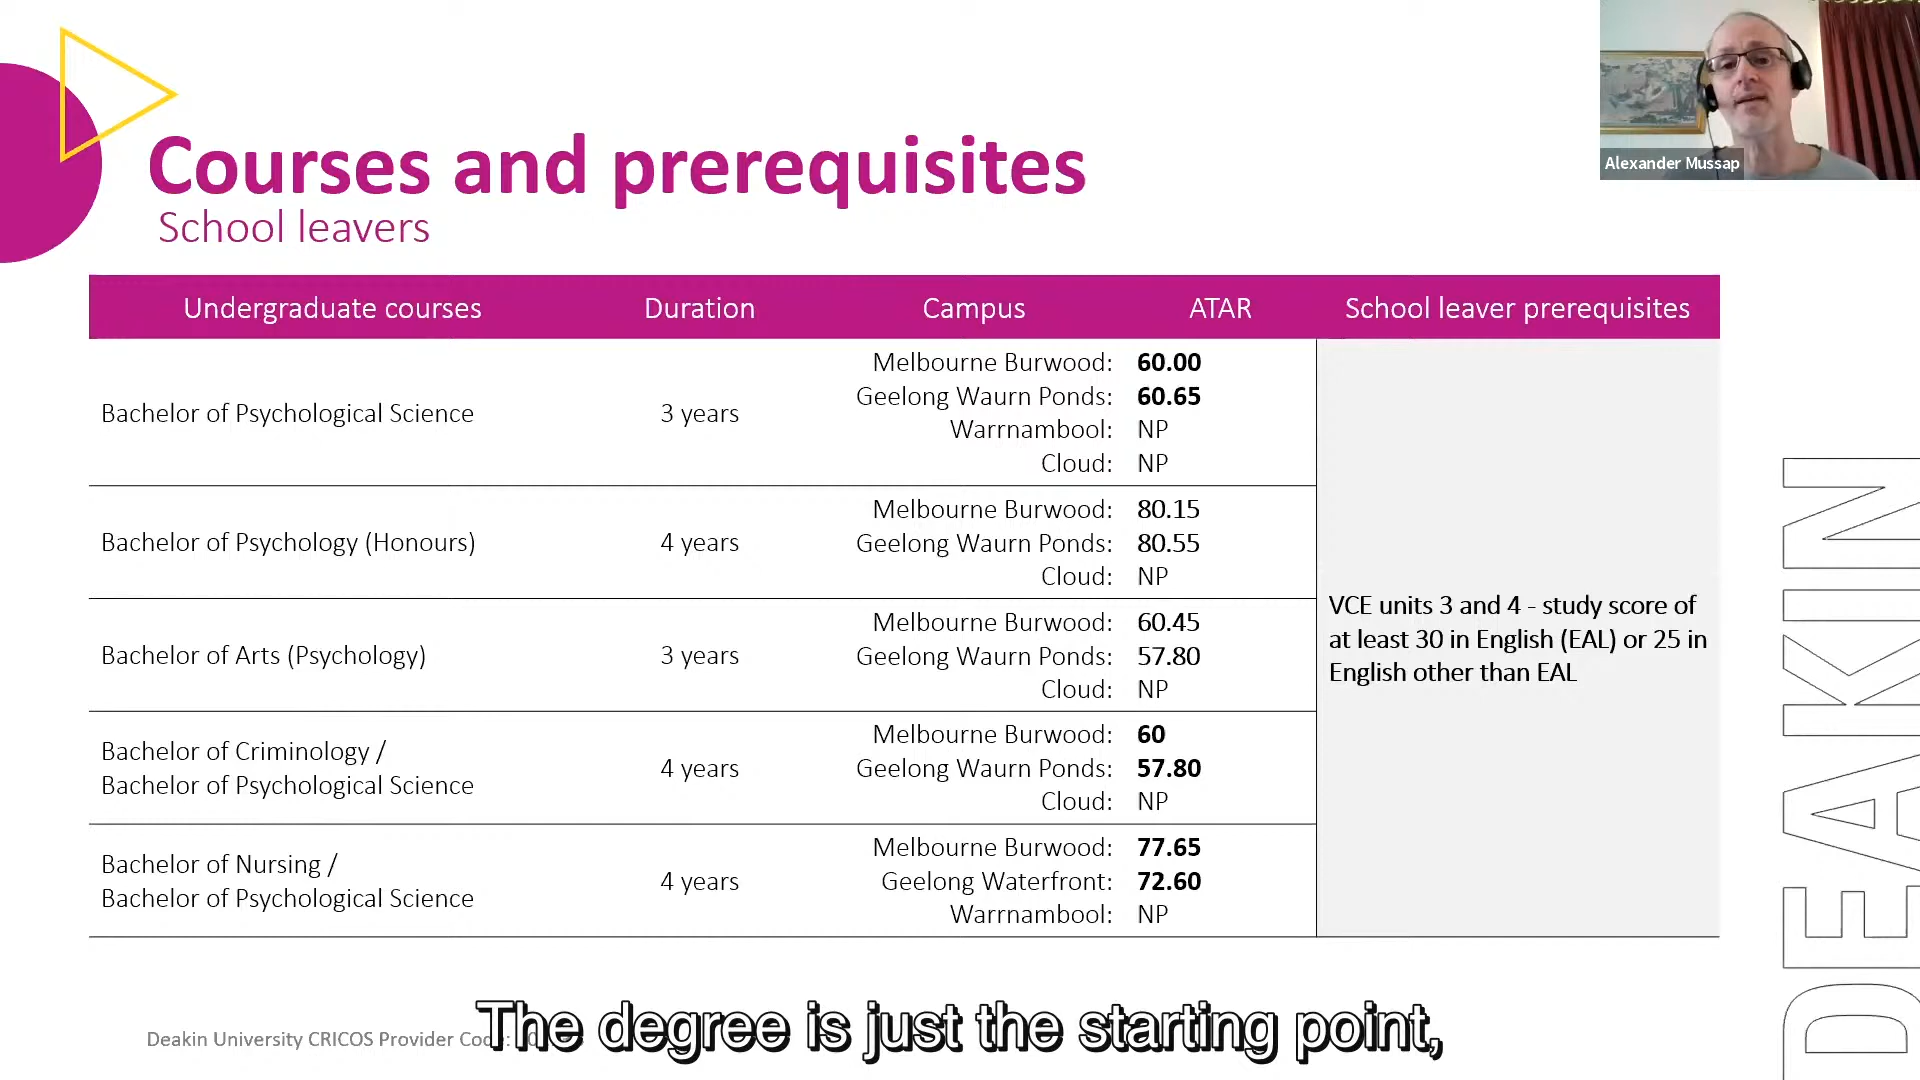 Courses and prerequisites
School leavers
Alexander Mussap
Undergraduate courses Duration Campus ATAR School leaver prerequisites
Bachelor of Psychological Science 3 years
Melbourne Burwood: 60.00
Geelong Waurn Ponds: 60.65
Warrnambool: NP
Cloud: NP
Bachelor of Psychology (Honours) 4 years
Melbourne Burwood: 80.15
Geelong Waurn Ponds: 80.55
Cloud: NP
Bachelor of Arts (Psychology) 3 years
Melbourne Burwood: 60.45
Geelong Waurn Ponds: 57.80
Cloud: NP
Bachelor of Criminology /
Bachelor of Psychological Science
4 years
Melbourne Burwood: 60
Geelong Waurn Ponds: 57.80
Cloud: NP
Bachelor of Nursing /
Bachelor of Psychological Science
4 years
Melbourne Burwood: 77.65
Geelong Waterfront: 72.60
Warrnambool: NP
VCE units 3 and 4 - study score of
at least 30 in English (EAL) or 25 in
English other than EAL
DEAKIN
Deakin University CRICOS Provider
The degree is just the starting point,